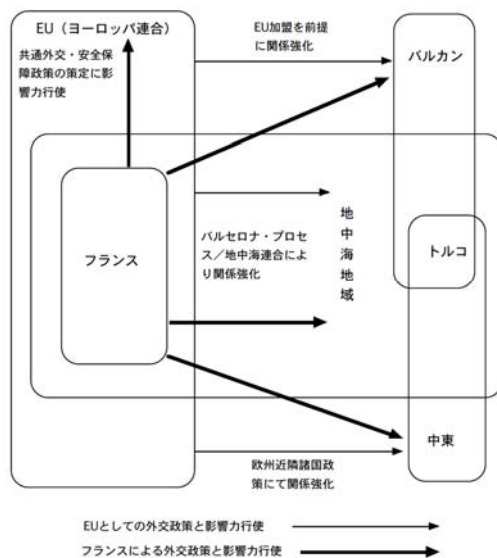 EU（ヨーロッパ連合）
共通外交・安全保
障政策の策定に影
響力行使
EU加盟を前提
に関係強化
バルカン
フランス
バルセロナ・プロセ
ス／地中海連合によ
り関係強化
地中海地域
トルコ
中東
欧州近隣諸国政
策にて関係強化
EUとしての外交政策と影響力行使
フランスによる外交政策と影響力行使